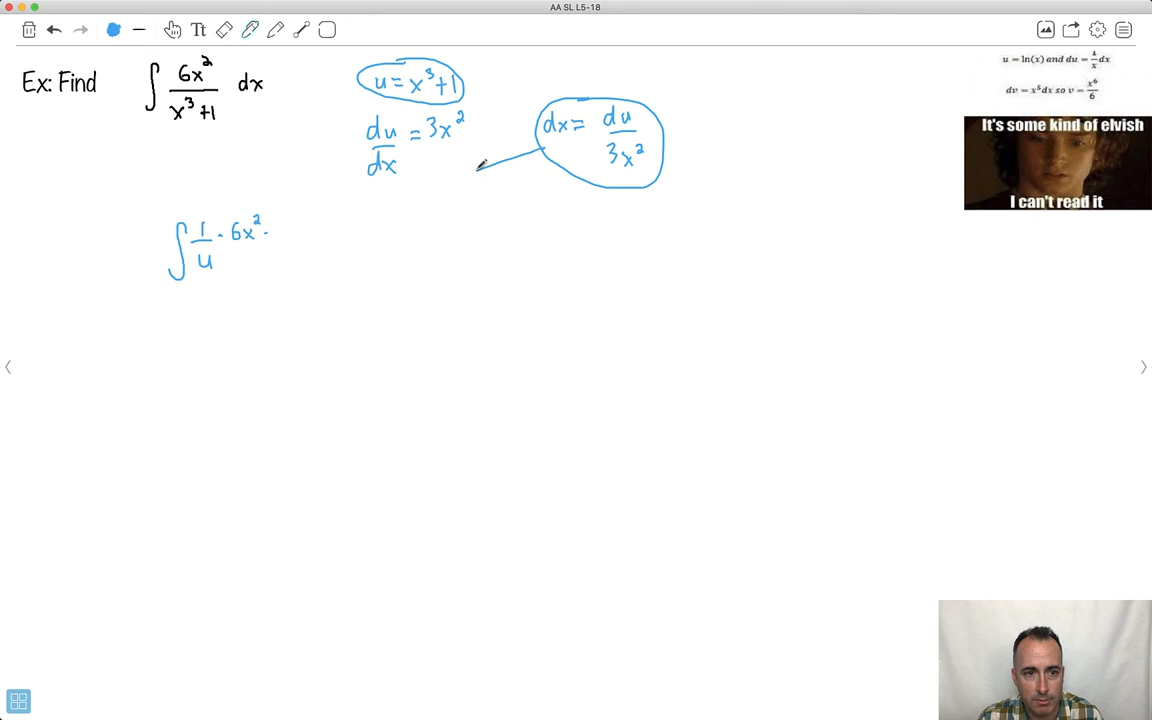 AA SL L5-18
Tt
Ex: Find ∫ 6x²/(x³+1) dx
u = x³+1
du/dx = 3x²
dx = du/3x²
∫ 1/u · 6x² ·
u = ln(x) and du = 1/x dx
dv = x⁵dx so v = x⁶/6
It's some kind of elvish
I can't read it